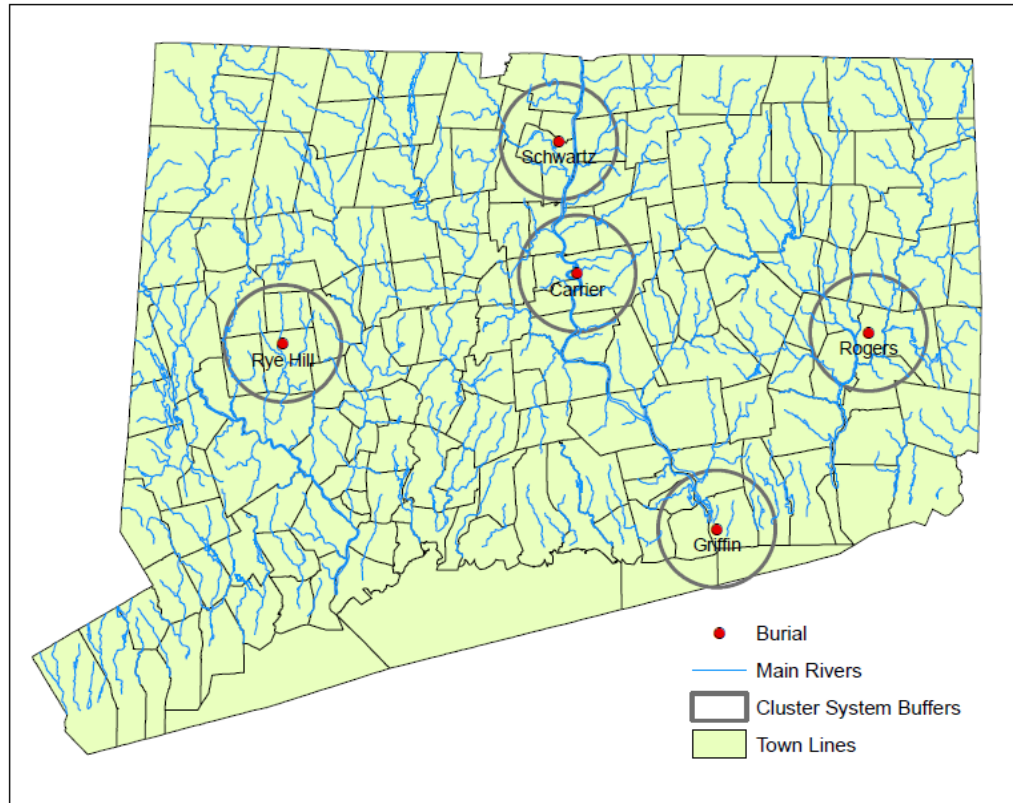 Schwartz
Carrier
Rye Hill
Rogers
Griffin
Burial
Main Rivers
Cluster System Buffers
Town Lines